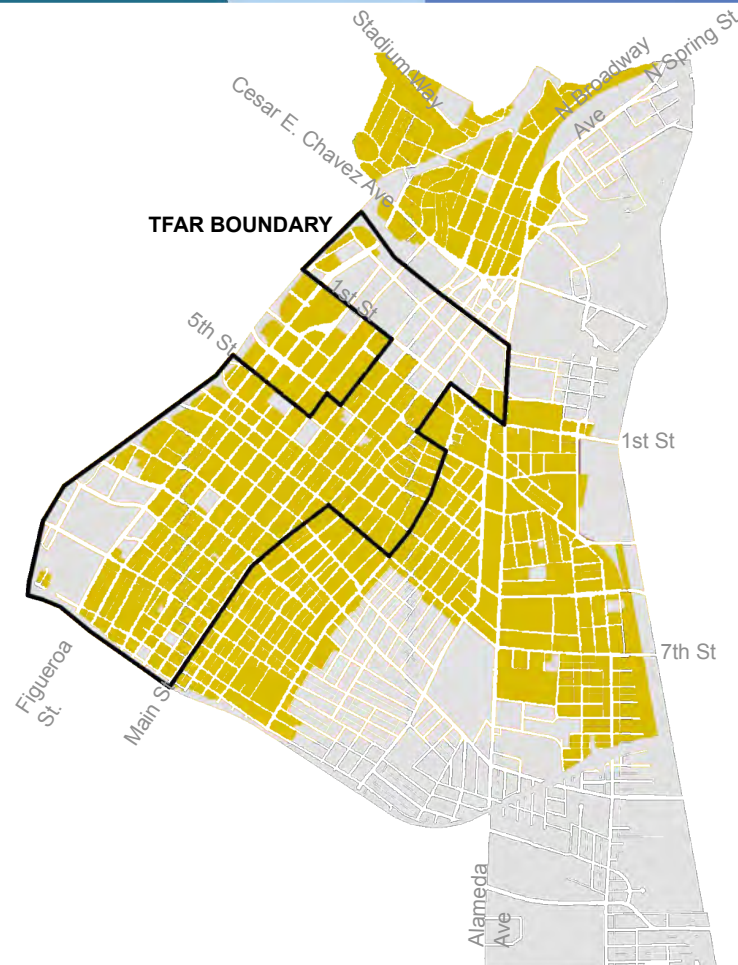 Stadium Way
N Broadway
Ave
N Spring St
Cesar E. Chavez Ave
TFAR BOUNDARY
1st St
5th St
1st St
7th St
Figueroa
St.
Main St
Alameda
Ave